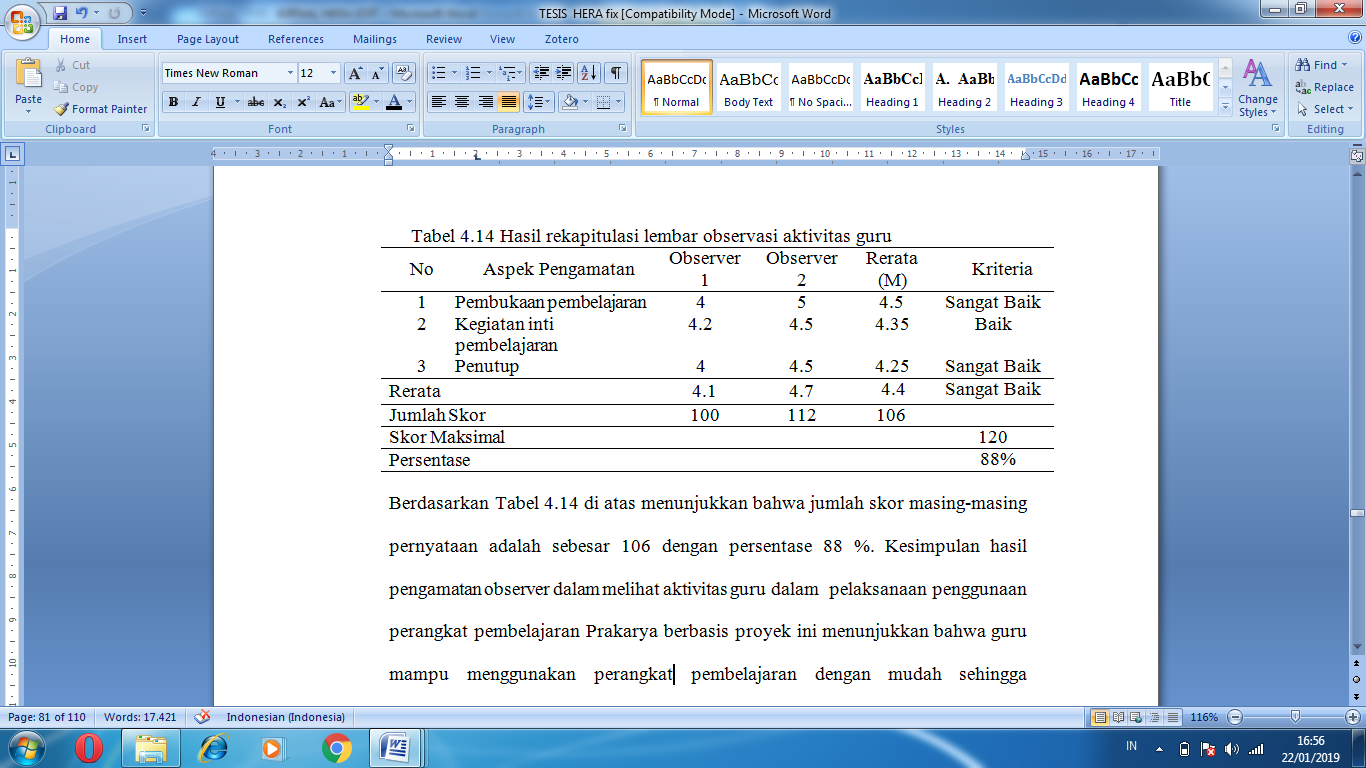 TESIS HERA fix [Compatibility Mode] - Microsoft Word
Home Insert Page Layout References Mailings Review View Zotero
Paste
Cut
Copy
Format Painter
Clipboard
Times New Roman 12
Font
Paragraph
AaBbCcDc AaBbCc AaBbCcDc AaBbCcI A. AaBb AaBbCcDd AaBbCc AaB
¶ Normal Body Text ¶ No Spaci... Heading 1 Heading 2 Heading 3 Heading 4 Title
Styles
Change Styles
Find
Replace
Select
Editing
Tabel 4.14 Hasil rekapitulasi lembar observasi aktivitas guru
No Aspek Pengamatan Observer 1 Observer 2 Rerata (M) Kriteria
1 Pembukaan pembelajaran 4 5 4.5 Sangat Baik
2 Kegiatan inti 4.2 4.5 4.35 Baik
pembelajaran
3 Penutup 4 4.5 4.25 Sangat Baik
Rerata 4.1 4.7 4.4 Sangat Baik
Jumlah Skor 100 112 106
Skor Maksimal 120
Persentase 88%
Berdasarkan Tabel 4.14 di atas menunjukkan bahwa jumlah skor masing-masing
pernyataan adalah sebesar 106 dengan persentase 88 %. Kesimpulan hasil
pengamatan observer dalam melihat aktivitas guru dalam pelaksanaan penggunaan
perangkat pembelajaran Prakarya berbasis proyek ini menunjukkan bahwa guru
mampu menggunakan perangkat pembelajaran dengan mudah sehingga
Page: 81 of 110 Words: 17.421 Indonesian (Indonesia) 116%
IN 16:56
22/01/2019